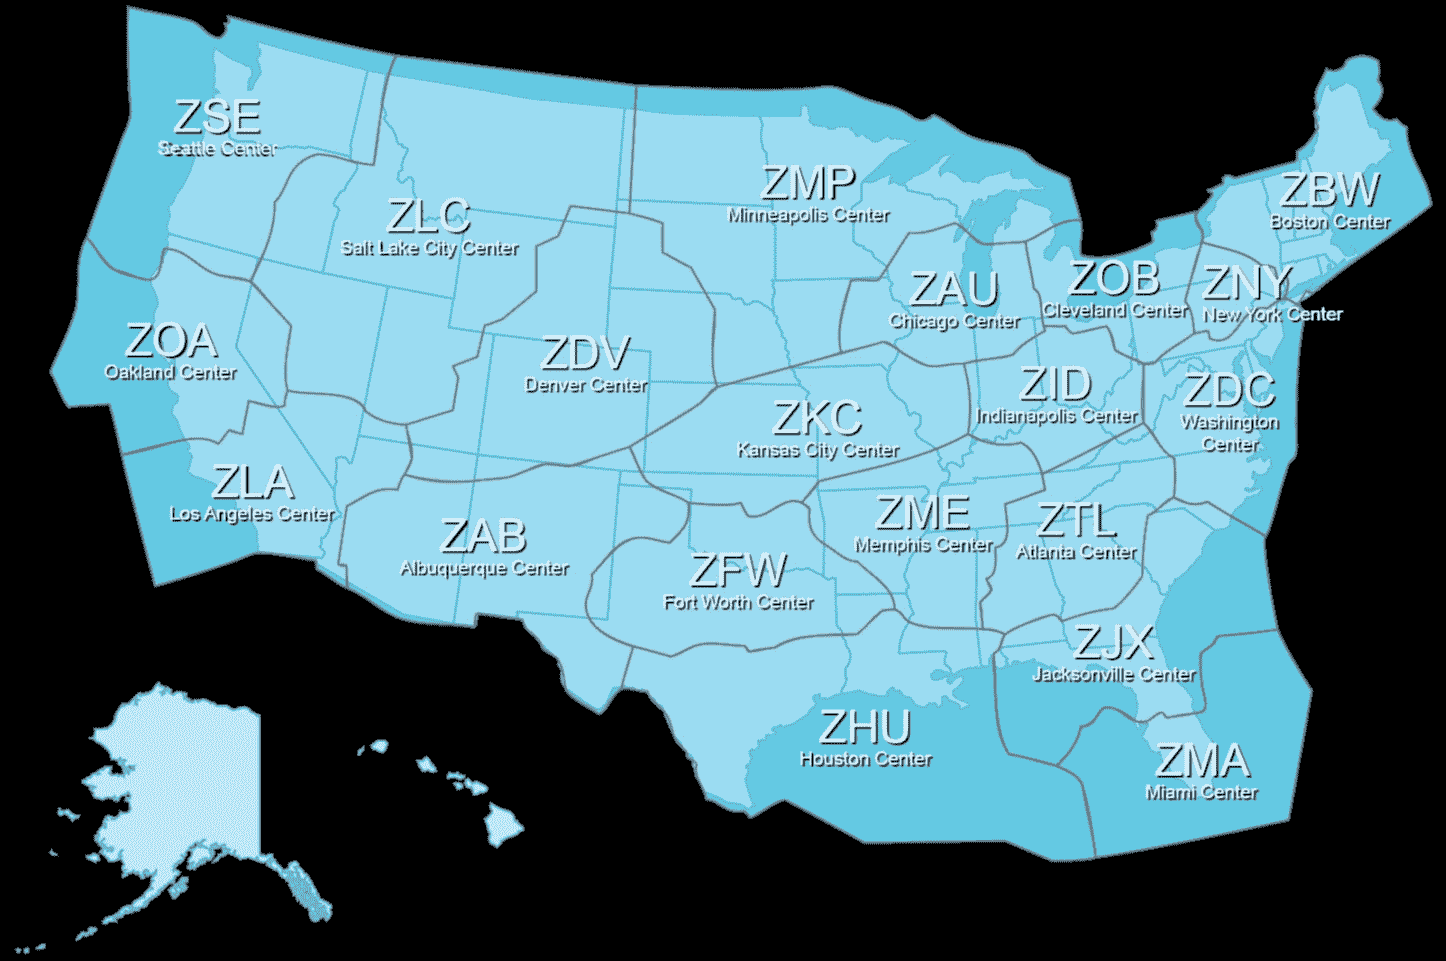 ZSE
Seattle Center
ZLC
Salt Lake City Center
ZMP
Minneapolis Center
ZBW
Boston Center
ZOA
Oakland Center
ZDV
Denver Center
ZAU
Chicago Center
ZOB
Cleveland Center
ZNY
New York Center
ZKC
Kansas City Center
ZID
Indianapolis Center
ZDC
Washington
Center
ZLA
Los Angeles Center
ZAB
Albuquerque Center
ZFW
Fort Worth Center
ZME
Memphis Center
ZTL
Atlanta Center
ZJX
Jacksonville Center
ZHU
Houston Center
ZMA
Miami Center